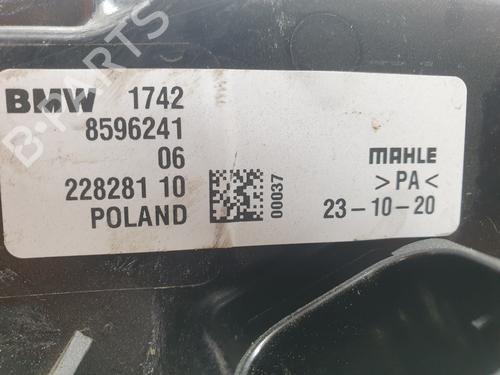 BMW 1742
8596241
06
228281 10
POLAND
00037
MAHLE
>PA<
23-10-20
B-PARTS